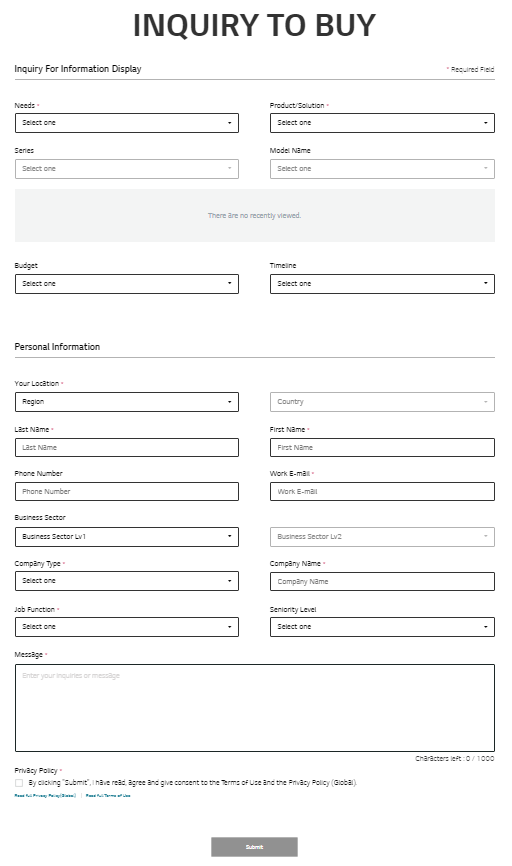 INQUIRY TO BUY
Inquiry For Information Display
* Required Field
Needs *
Product/Solution *
Select one
Select one
Series
Model Name
Select one
Select one
There are no recently viewed.
Budget
Timeline
Select one
Select one
Personal Information
Your Location *
Region
Country
Last Name *
First Name *
Last Name
First Name
Phone Number
Work E-mail *
Phone Number
Work E-mail
Business Sector
Business Sector Lv1
Business Sector Lv2
Company Type *
Company Name *
Select one
Company Name
Job Function *
Seniority Level
Select one
Select one
Message *
Enter your inquiries or message
Characters left : 0 / 1000
Privacy Policy *
By clicking "Submit", I have read, agree and give consent to the Terms of Use and the Privacy Policy (Global).
Read full Privacy Policy(Global) | Read full Terms of Use
Submit